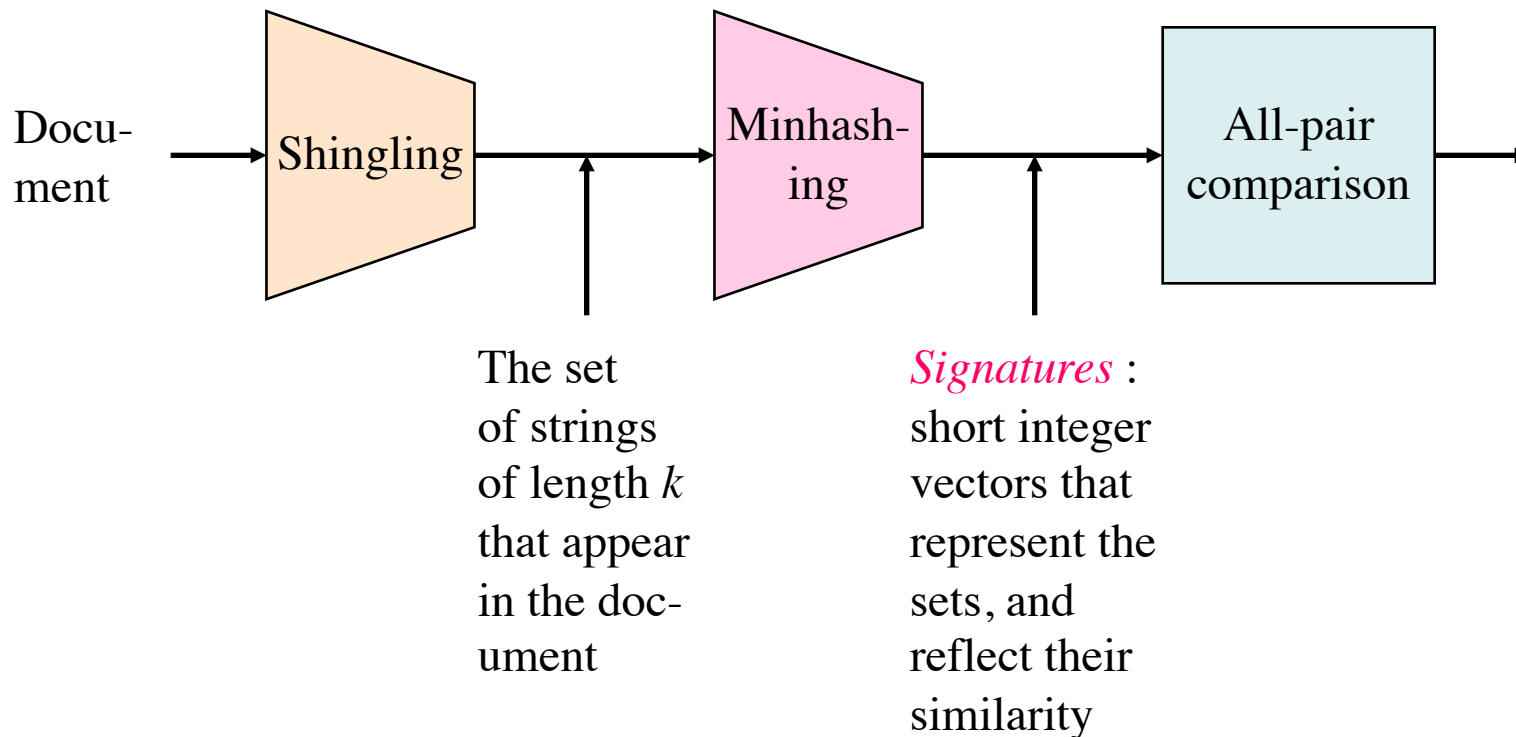 Docu-
ment
Shingling
Minhash-
ing
All-pair
comparison
The set
of strings
of length k
that appear
in the doc-
ument
Signatures :
short integer
vectors that
represent the
sets, and
reflect their
similarity